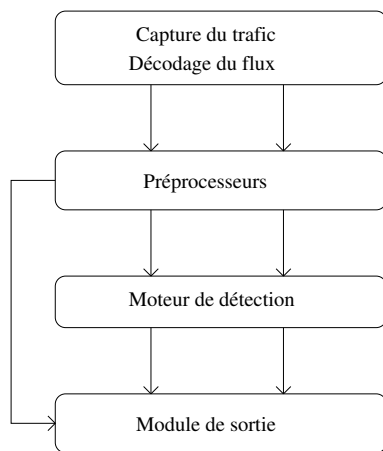 Capture du trafic
Décodage du flux
Préprocesseurs
Moteur de détection
Module de sortie